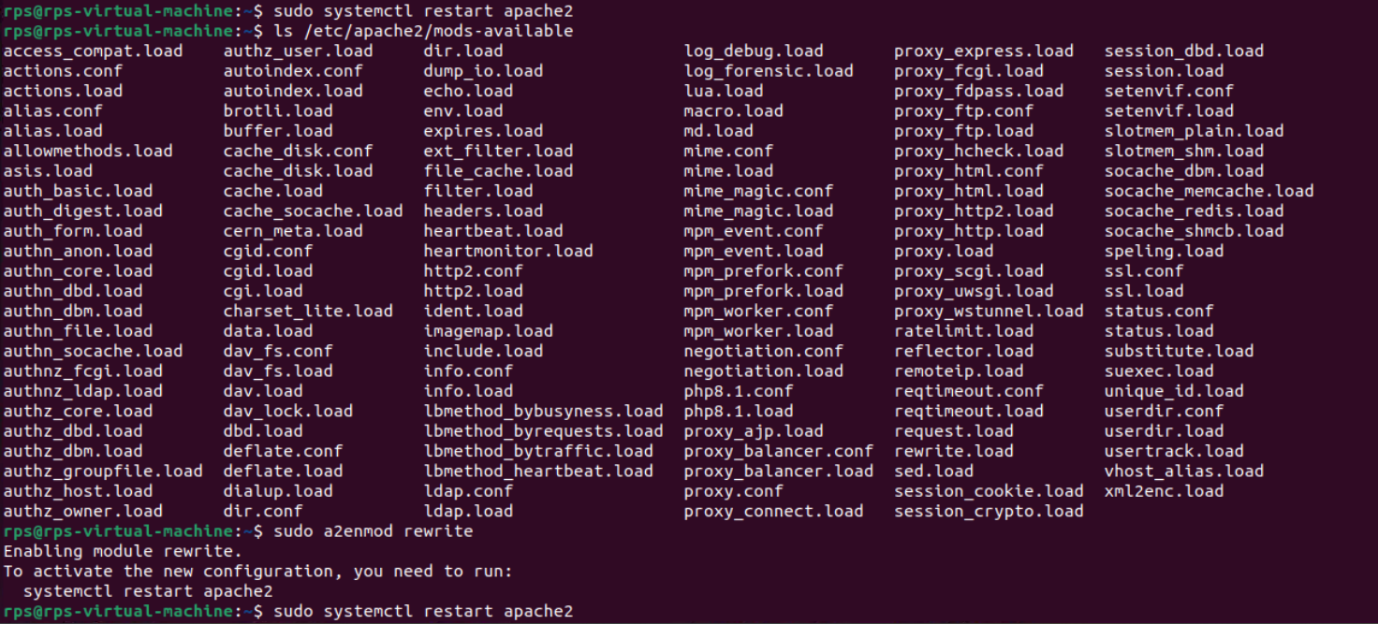 rps@rps-virtual-machine:~$ sudo systemctl restart apache2
rps@rps-virtual-machine:~$ ls /etc/apache2/mods-available
access_compat.load    authz_user.load     dir.load                  log_debug.load       proxy_express.load    session_dbd.load
actions.conf          autoindex.conf      dump_io.load              log_forensic.load    proxy_fcgi.load       session.load
actions.load          autoindex.load      echo.load                 lua.load             proxy_fdpass.load     setenvif.conf
alias.conf            brotli.load         env.load                  macro.load           proxy_ftp.conf        setenvif.load
alias.load            buffer.load         expires.load              md.load              proxy_ftp.load        slotmem_plain.load
allowmethods.load     cache_disk.conf     ext_filter.load           mime.conf            proxy_hcheck.load     slotmem_shm.load
asis.load             cache_disk.load     file_cache.load           mime.load            proxy_html.conf       socache_dbm.load
auth_basic.load       cache.load          filter.load               mime_magic.conf      proxy_html.load       socache_memcache.load
auth_digest.load      cache_socache.load  headers.load              mime_magic.load      proxy_http2.load      socache_redis.load
auth_form.load        cern_meta.load      heartbeat.load            mpm_event.conf       proxy_http.load       socache_shmcb.load
authn_anon.load       cgid.conf           heartmonitor.load         mpm_event.load       proxy.load            speling.load
authn_core.load       cgid.load           http2.conf                mpm_prefork.conf     proxy_scgi.load       ssl.conf
authn_dbd.load        cgi.load            http2.load                mpm_prefork.load     proxy_uwsgi.load      ssl.load
authn_dbm.load        charset_lite.load   ident.load                mpm_worker.conf      proxy_wstunnel.load   status.conf
authn_file.load       data.load           imagemap.load             mpm_worker.load      ratelimit.load        status.load
authn_socache.load    dav_fs.conf         include.load              negotiation.conf     reflector.load        substitute.load
authnz_fcgi.load      dav_fs.load         info.conf                 negotiation.load     remoteip.load         suexec.load
authnz_ldap.load      dav.load            info.load                 php8.1.conf          reqtimeout.conf       unique_id.load
authz_core.load       dav_lock.load       lbmethod_bybusyness.load  php8.1.load          reqtimeout.load       userdir.conf
authz_dbd.load        dbd.load            lbmethod_byrequests.load  proxy_ajp.load       request.load          userdir.load
authz_dbm.load        deflate.conf        lbmethod_bytraffic.load   proxy_balancer.conf  rewrite.load          usertrack.load
authz_groupfile.load  deflate.load        lbmethod_heartbeat.load   proxy_balancer.load  sed.load              vhost_alias.load
authz_host.load       dialup.load         ldap.conf                 proxy.conf           session_cookie.load   xml2enc.load
authz_owner.load      dir.conf            ldap.load                 proxy_connect.load   session_crypto.load
rps@rps-virtual-machine:~$ sudo a2enmod rewrite
Enabling module rewrite.
To activate the new configuration, you need to run:
  systemctl restart apache2
rps@rps-virtual-machine:~$ sudo systemctl restart apache2